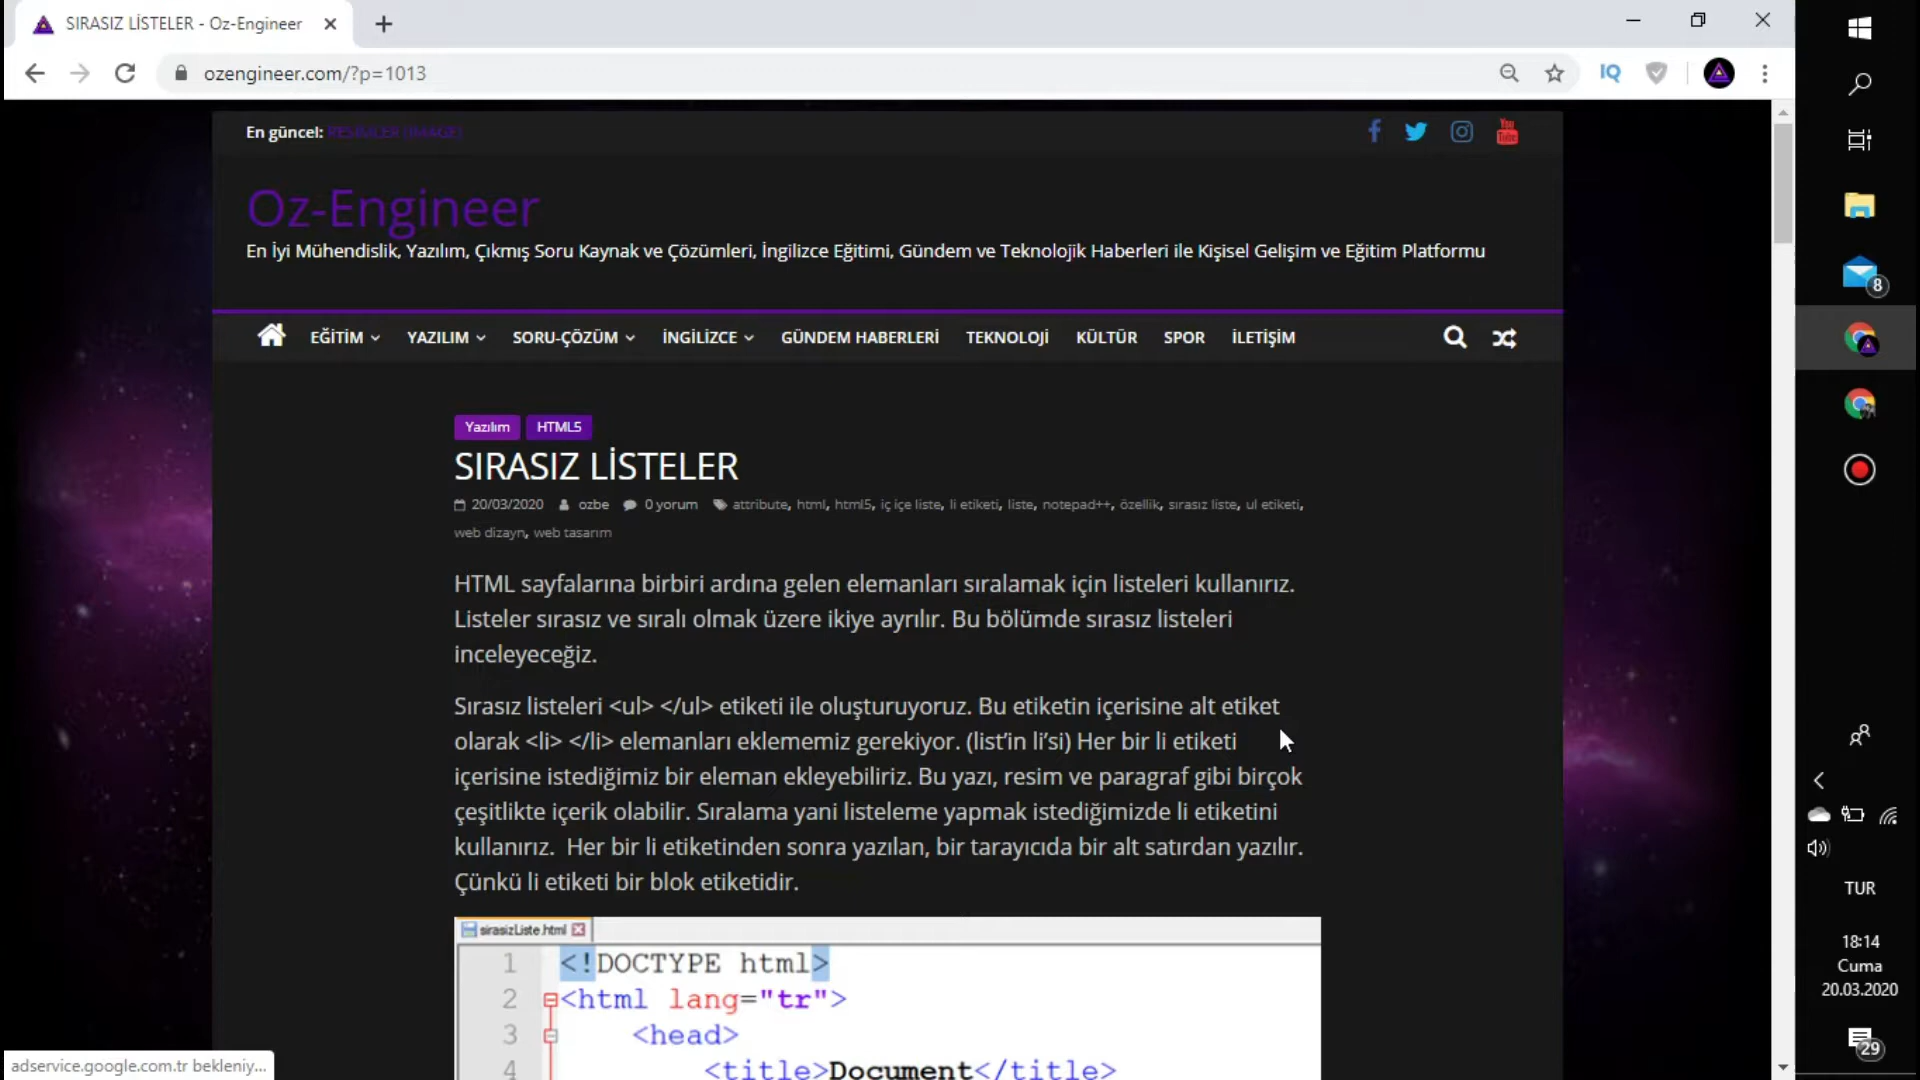 SIRASIZ LİSTELER - Oz-Engineer
ozengineer.com/?p=1013
IQ
En güncel: RESİMLER (IMAGE)
You Tube
Oz-Engineer
En İyi Mühendislik, Yazılım, Çıkmış Soru Kaynak ve Çözümleri, İngilizce Eğitimi, Gündem ve Teknolojik Haberleri ile Kişisel Gelişim ve Eğitim Platformu
EĞİTİM YAZILIM SORU-ÇÖZÜM İNGİLİZCE GÜNDEM HABERLERİ TEKNOLOJİ KÜLTÜR SPOR İLETİŞİM
Yazılım HTML5
SIRASIZ LİSTELER
20/03/2020 ozbe 0 yorum attribute, html, html5, iç içe liste, li etiketi, liste, notepad++, özellik, sırasız liste, ul etiketi,
web dizayn, web tasarım
HTML sayfalarına birbiri ardına gelen elemanları sıralamak için listeleri kullanırız.
Listeler sırasız ve sıralı olmak üzere ikiye ayrılır. Bu bölümde sırasız listeleri
inceleyeceğiz.
Sırasız listeleri <ul> </ul> etiketi ile oluşturuyoruz. Bu etiketin içerisine alt etiket
olarak <li> </li> elemanları eklememiz gerekiyor. (list’in li’si) Her bir li etiketi
içerisine istediğimiz bir eleman ekleyebiliriz. Bu yazı, resim ve paragraf gibi birçok
çeşitlikte içerik olabilir. Sıralama yani listeleme yapmak istediğimizde li etiketini
kullanırız.  Her bir li etiketinden sonra yazılan, bir tarayıcıda bir alt satırdan yazılır.
Çünkü li etiketi bir blok etiketidir.
sirasizListe.html
1 <!DOCTYPE html>
2 <html lang="tr">
3 <head>
4 <title>Document</title>
adservice.google.com.tr bekleniy...
8
TUR
18:14
Cuma
20.03.2020
29